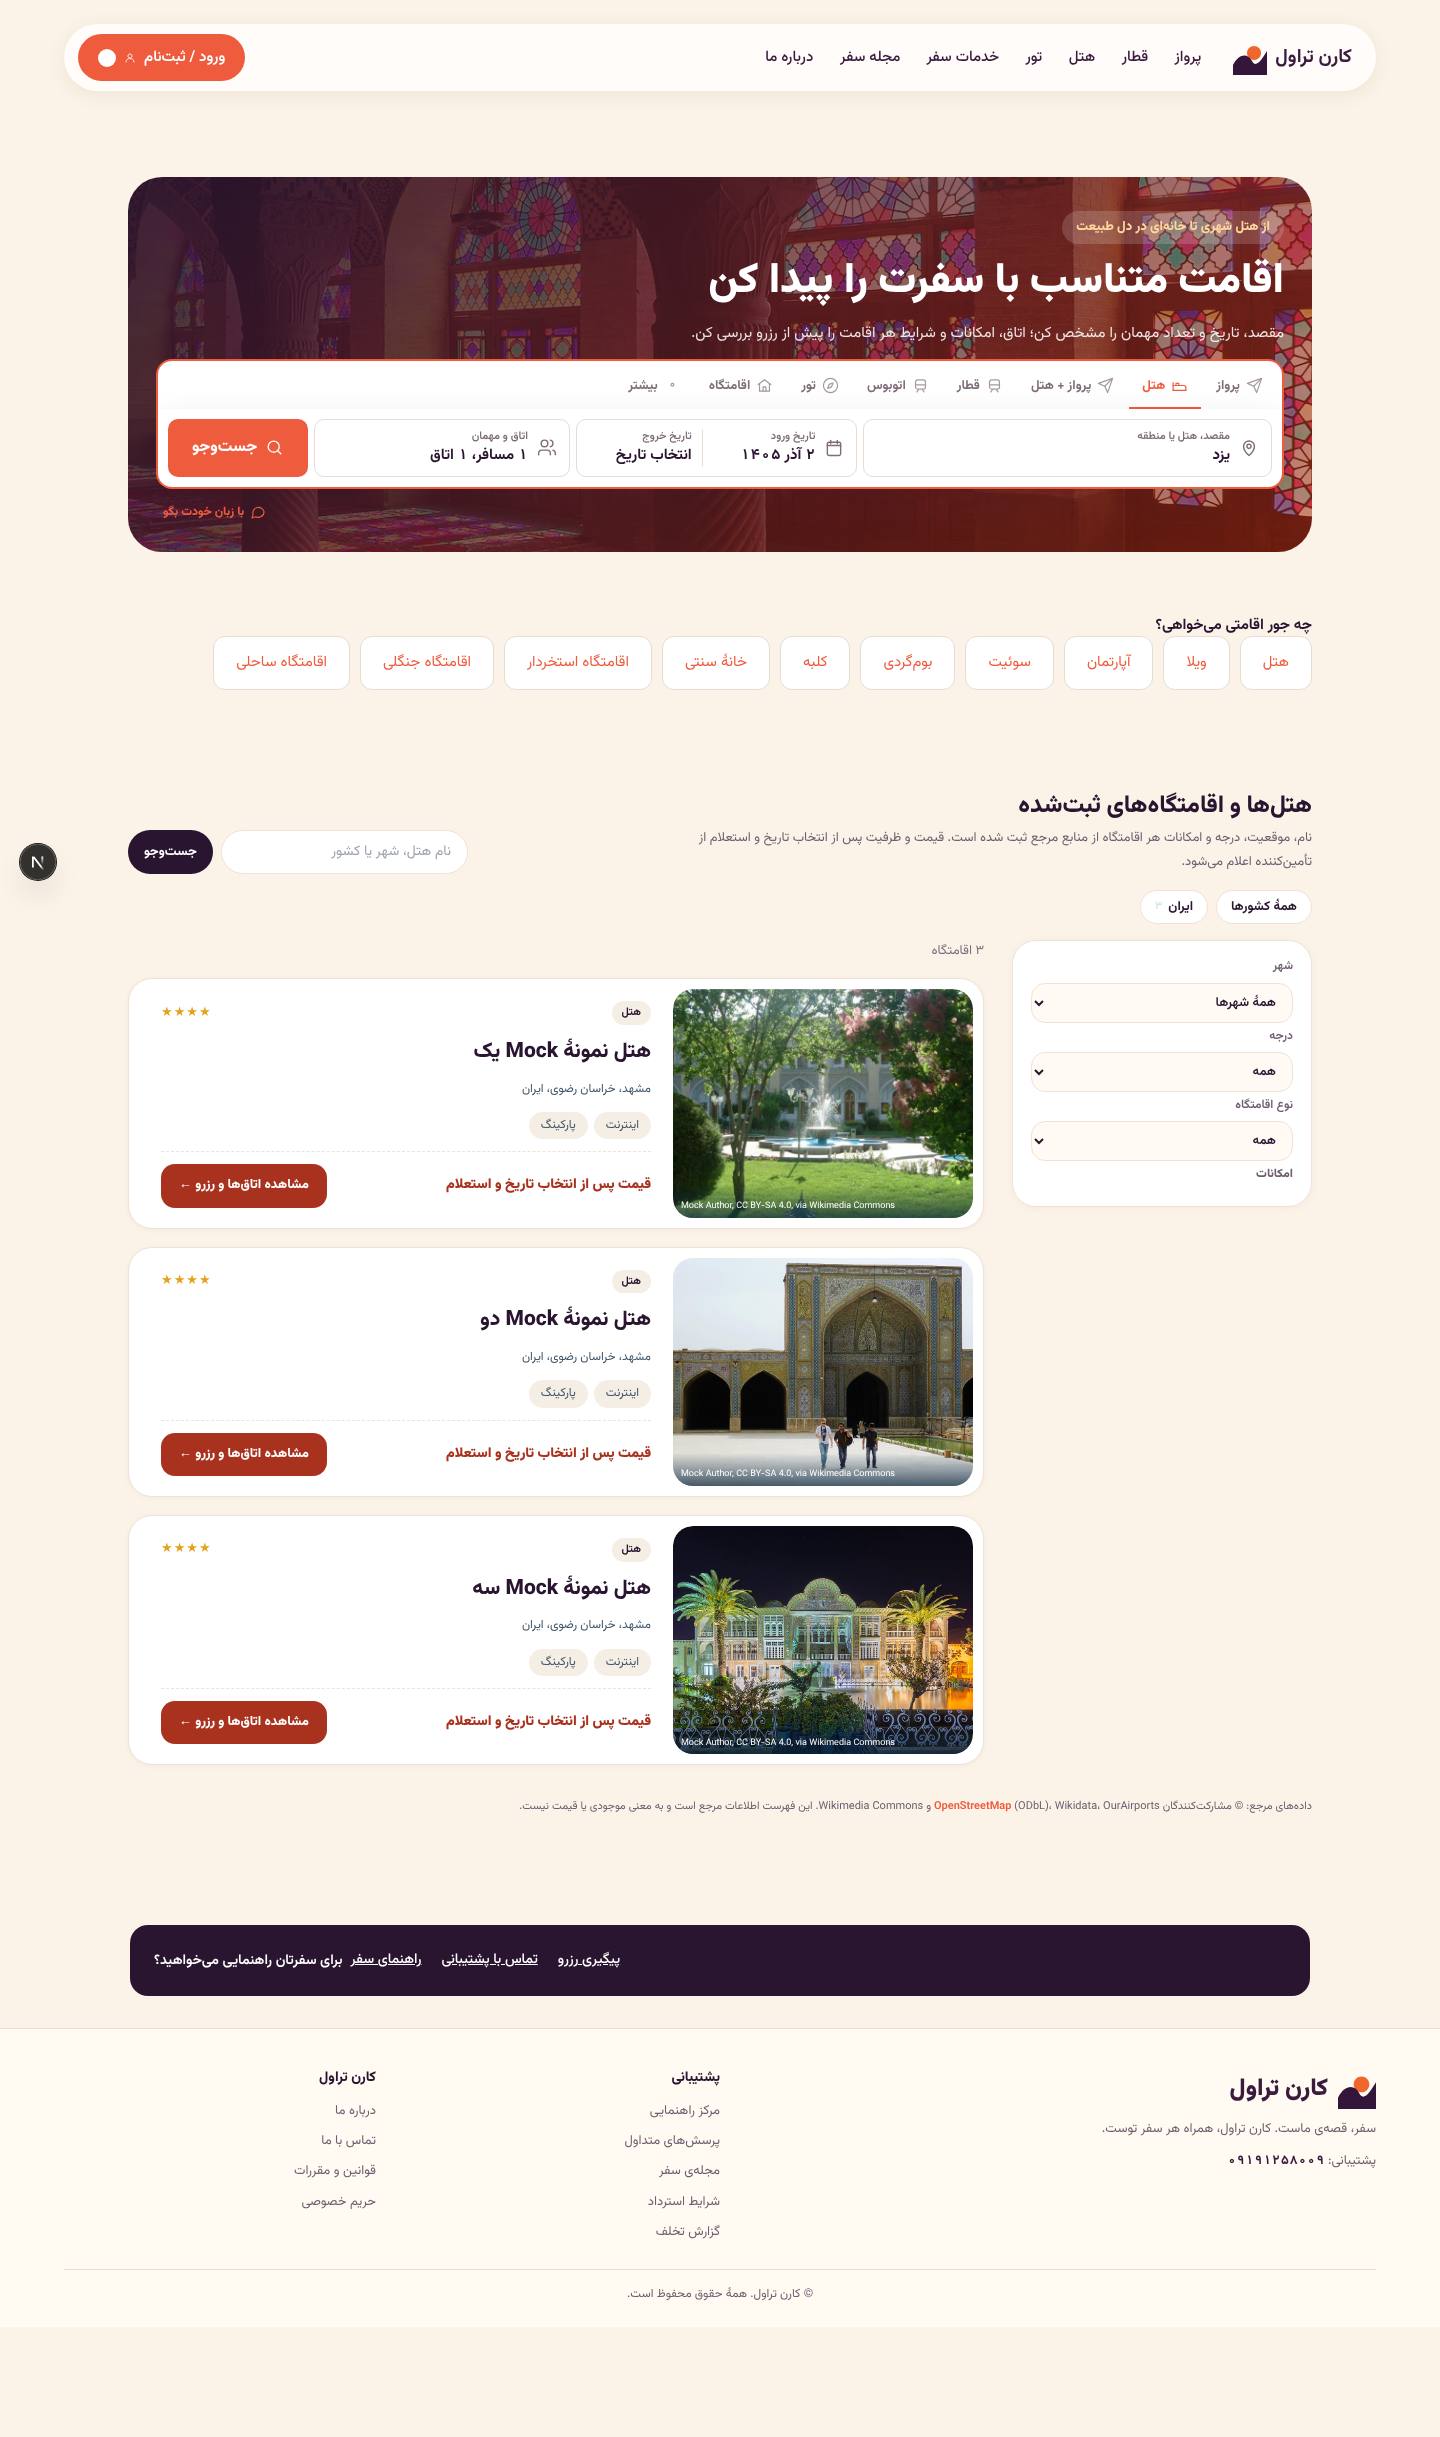 کارن تراول
پرواز قطار هتل تور خدمات سفر مجله سفر درباره ما
ورود / ثبت‌نام
از هتل شهری تا خانه‌ای در دل طبیعت
اقامت متناسب با سفرت را پیدا کن
مقصد، تاریخ و تعداد مهمان را مشخص کن؛ اتاق، امکانات و شرایط هر اقامت را پیش از رزرو بررسی کن.
پرواز هتل پرواز + هتل قطار اتوبوس تور اقامتگاه بیشتر
مقصد، هتل یا منطقه تاریخ ورود تاریخ خروج اتاق و مهمان
یزد ۲ آذر ۱۴۰۵ انتخاب تاریخ ۱ مسافر، ۱ اتاق جست‌وجو
با زبان خودت بگو
چه جور اقامتی می‌خواهی؟
هتل ویلا آپارتمان سوئیت بوم‌گردی کلبه خانهٔ سنتی اقامتگاه استخردار اقامتگاه جنگلی اقامتگاه ساحلی
هتل‌ها و اقامتگاه‌های ثبت‌شده
نام، موقعیت، درجه و امکانات هر اقامتگاه از منابع مرجع ثبت شده است. قیمت و ظرفیت پس از انتخاب تاریخ و استعلام از
تأمین‌کننده اعلام می‌شود.
نام هتل، شهر یا کشور جست‌وجو
همهٔ کشورها ایران ۳
شهر
همهٔ شهرها
درجه
همه
نوع اقامتگاه
همه
امکانات
۳ اقامتگاه
هتل ★★★★
هتل نمونهٔ Mock یک
مشهد، خراسان رضوی، ایران
اینترنت پارکینگ
قیمت پس از انتخاب تاریخ و استعلام مشاهده اتاق‌ها و رزرو ←
Mock Author, CC BY-SA 4.0, via Wikimedia Commons
هتل ★★★★
هتل نمونهٔ Mock دو
مشهد، خراسان رضوی، ایران
اینترنت پارکینگ
قیمت پس از انتخاب تاریخ و استعلام مشاهده اتاق‌ها و رزرو ←
Mock Author, CC BY-SA 4.0, via Wikimedia Commons
هتل ★★★★
هتل نمونهٔ Mock سه
مشهد، خراسان رضوی، ایران
اینترنت پارکینگ
قیمت پس از انتخاب تاریخ و استعلام مشاهده اتاق‌ها و رزرو ←
Mock Author, CC BY-SA 4.0, via Wikimedia Commons
داده‌های مرجع: © مشارکت‌کنندگان OpenStreetMap (ODbL)، Wikidata، OurAirports و Wikimedia Commons. این فهرست اطلاعات مرجع است و به معنی موجودی یا قیمت نیست.
برای سفرتان راهنمایی می‌خواهید؟ راهنمای سفر تماس با پشتیبانی پیگیری رزرو
کارن تراول
سفر، قصه‌ی ماست. کارن تراول، همراه هر سفر توست.
پشتیبانی: ۰۹۱۹۱۲۵۸۰۰۹
پشتیبانی
مرکز راهنمایی
پرسش‌های متداول
مجله‌ی سفر
شرایط استرداد
گزارش تخلف
کارن تراول
درباره ما
تماس با ما
قوانین و مقررات
حریم خصوصی
© کارن تراول. همهٔ حقوق محفوظ است.